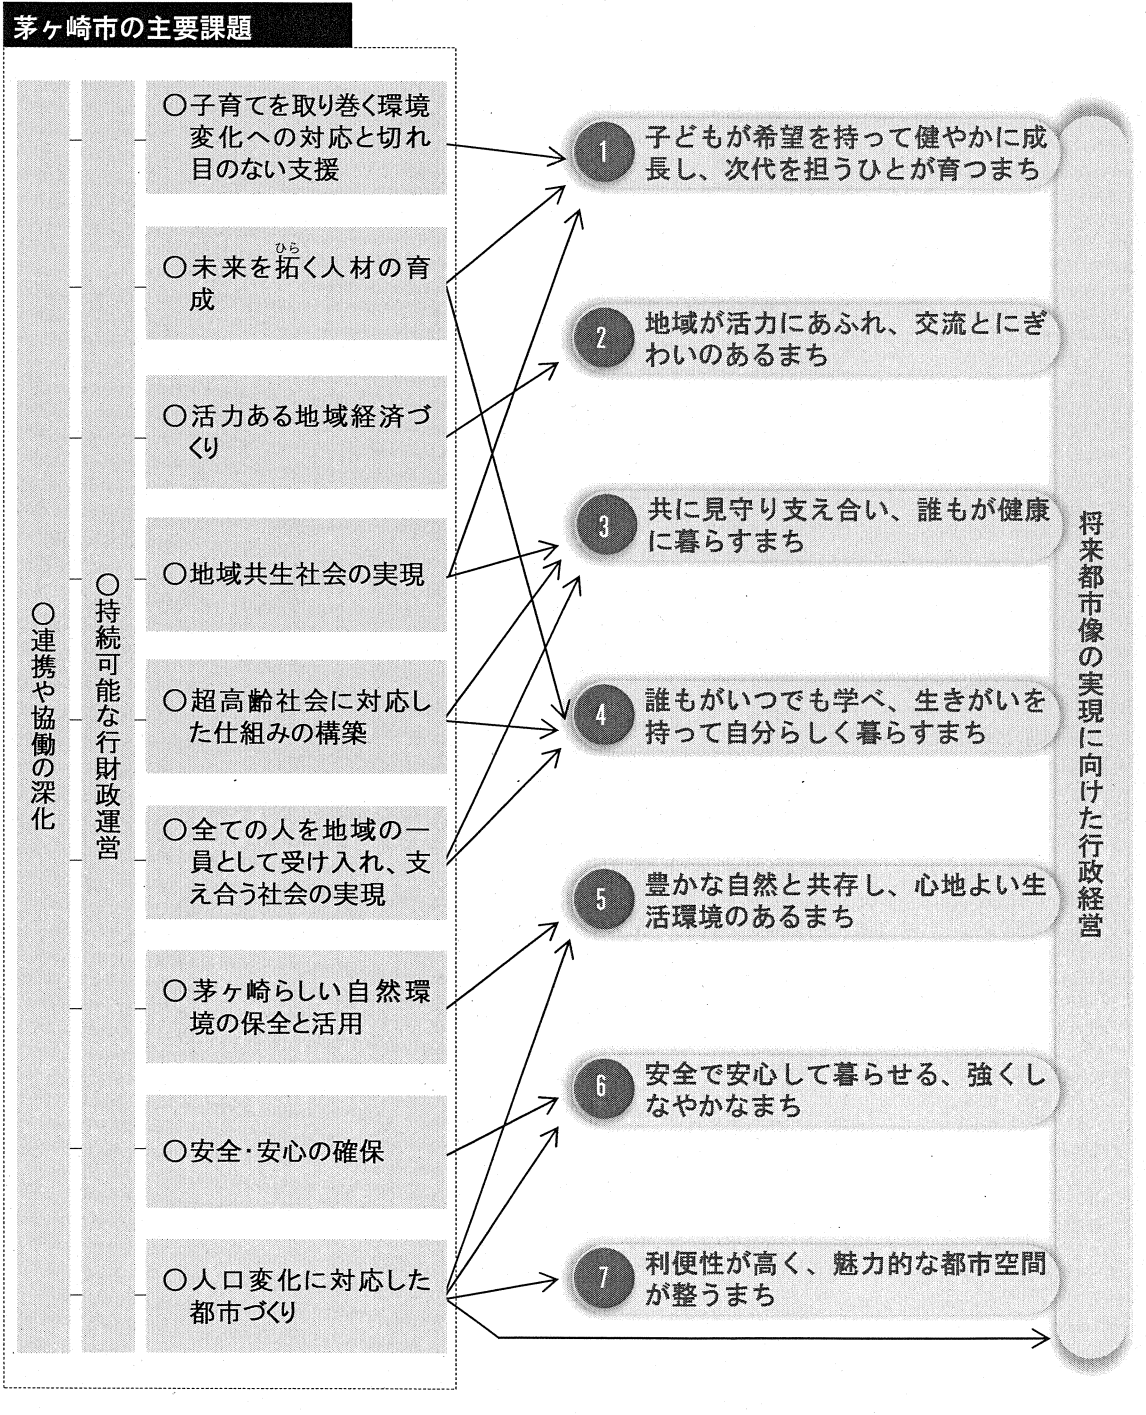 茅ヶ崎市の主要課題
〇連携や協働の深化
〇持続可能な行財政運営
〇子育てを取り巻く環境
変化への対応と切れ
目のない支援
ひら
〇未来を拓く人材の育
成
〇活力ある地域経済づ
くり
〇地域共生社会の実現
〇超高齢社会に対応し
た仕組みの構築
〇全ての人を地域の一
員として受け入れ、支
え合う社会の実現
〇茅ヶ崎らしい自然環
境の保全と活用
〇安全・安心の確保
〇人口変化に対応した
都市づくり
1
子どもが希望を持って健やかに成
長し、次代を担うひとが育つまち
2
地域が活力にあふれ、交流とにぎ
わいのあるまち
3
共に見守り支え合い、誰もが健康
に暮らすまち
4
誰もがいつでも学べ、生きがいを
持って自分らしく暮らすまち
5
豊かな自然と共存し、心地よい生
活環境のあるまち
6
安全で安心して暮らせる、強くし
なやかなまち
7
利便性が高く、魅力的な都市空間
が整うまち
将来都市像の実現に向けた行政経営